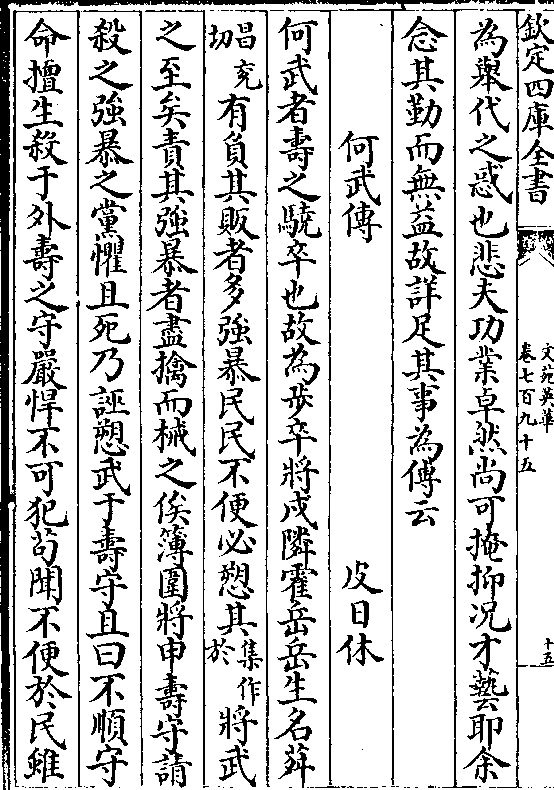 欽定四庫全書
文苑英華
卷七百九十五
十五
為舉代之惑也悲夫功業卓然尚可掩抑况才藝耶余
念其勤而無益故詳足其事為傳云
何武傳
皮日休
何武者壽之驍卒也故為步卒將戍隣霍岳岳生名荈
昌兖
切
有負其販者多強暴民民不便必愬其
集作
於
將武
之至矣責其強暴者盡擒而械之俟簿圍將申壽守請
殺之強暴之黨懼且死乃誣愬武于壽守且曰不順守
命擅生殺于外壽之守嚴悍不可犯苟聞不便於民雖